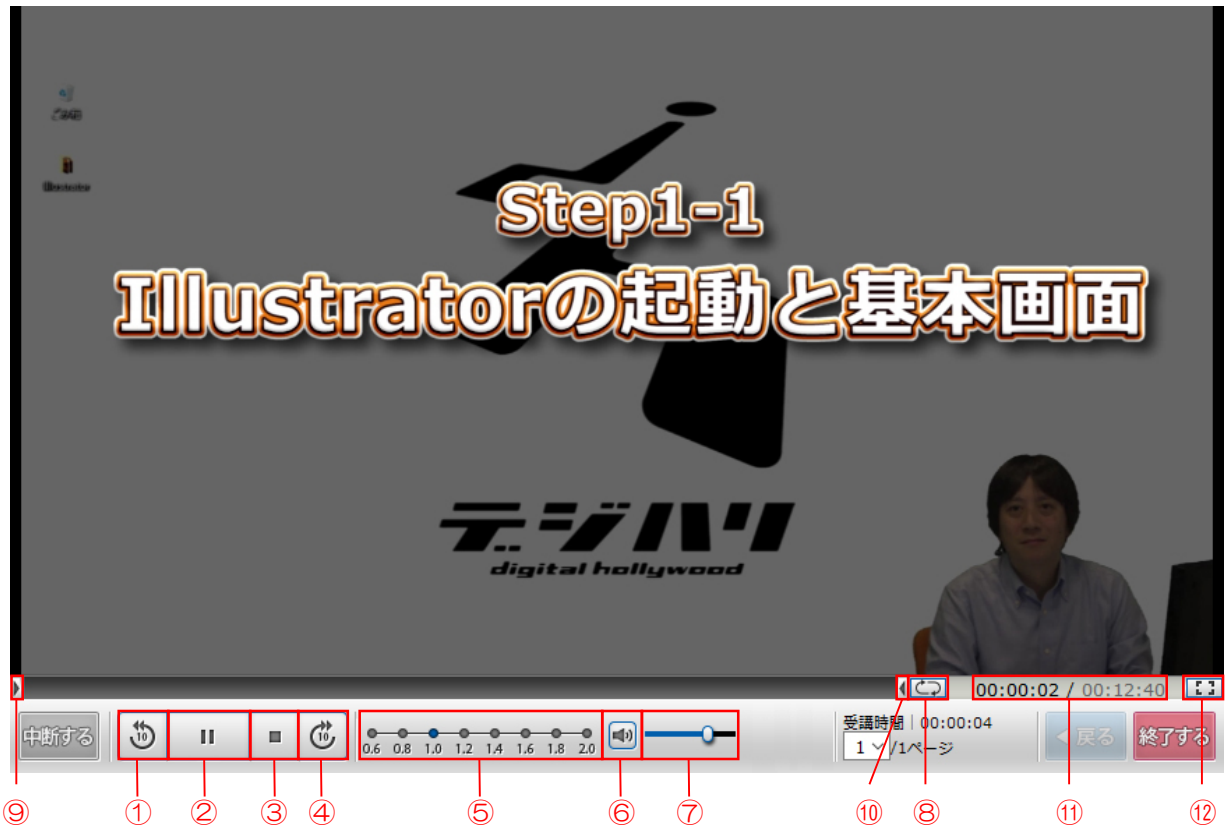 ごみ箱
Illustrator
Step1-1
Illustratorの起動と基本画面
デジハリ
digital hollywood
00:00:02 / 00:12:40
中断する
10
10
0.6 0.8 1.0 1.2 1.4 1.6 1.8 2.0
受講時間｜00:00:04
1 /1ページ
戻る
終了する
⑨ ① ② ③ ④ ⑤ ⑥ ⑦ ⑩ ⑧ ⑪ ⑫